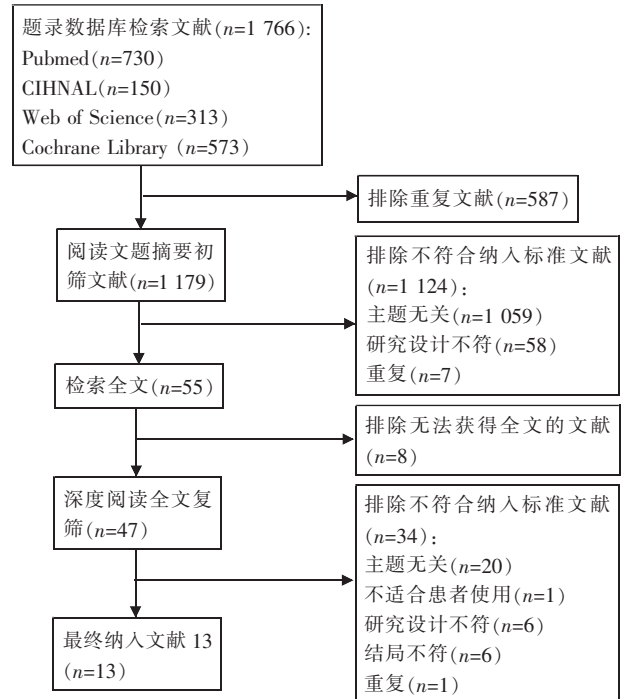 题录数据库检索文献(n=1 766):
Pubmed(n=730)
CIHNAL(n=150)
Web of Science(n=313)
Cochrane Library (n=573)
排除重复文献(n=587)
阅读文题摘要初
筛文献(n=1 179)
排除不符合纳入标准文献
(n=1 124):
主题无关(n=1 059)
研究设计不符(n=58)
重复(n=7)
检索全文(n=55)
排除无法获得全文的文献
(n=8)
深度阅读全文复
筛(n=47)
排除不符合纳入标准文献
(n=34):
主题无关(n=20)
不适合患者使用(n=1)
研究设计不符(n=6)
结局不符(n=6)
重复(n=1)
最终纳入文献 13
(n=13)